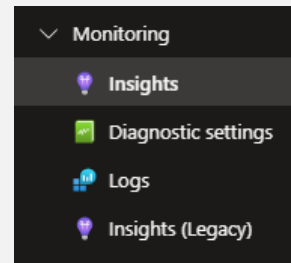 Monitoring
Insights
Diagnostic settings
Logs
Insights (Legacy)